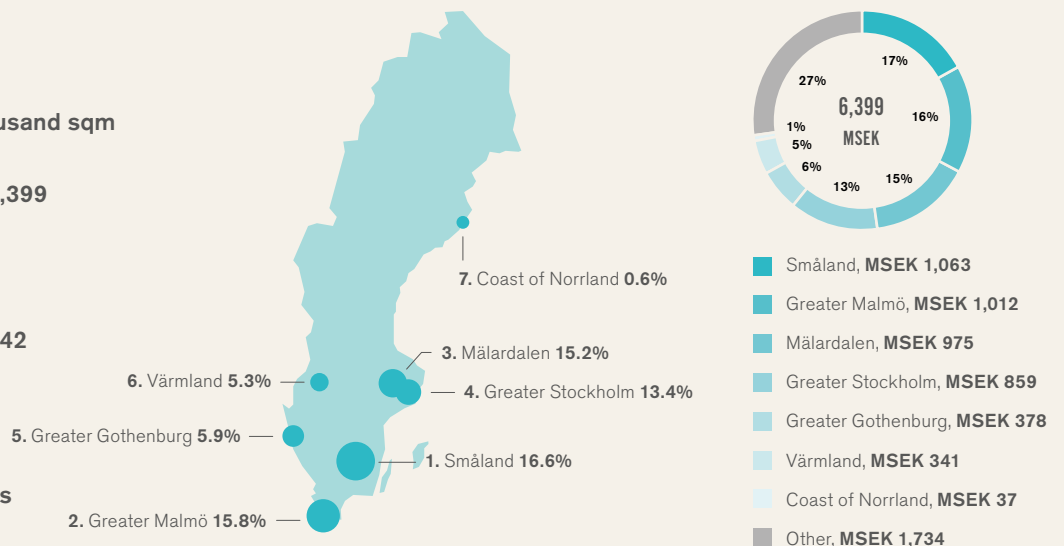 sqm
,399
42
7. Coast of Norrland 0.6%
3. Mälardalen 15.2%
6. Värmland 5.3%
4. Greater Stockholm 13.4%
5. Greater Gothenburg 5.9%
1. Småland 16.6%
2. Greater Malmö 15.8%
17%
27%
6,399
MSEK
16%
1%
5%
6%
13%
15%
Småland, MSEK 1,063
Greater Malmö, MSEK 1,012
Mälardalen, MSEK 975
Greater Stockholm, MSEK 859
Greater Gothenburg, MSEK 378
Värmland, MSEK 341
Coast of Norrland, MSEK 37
Other, MSEK 1,734